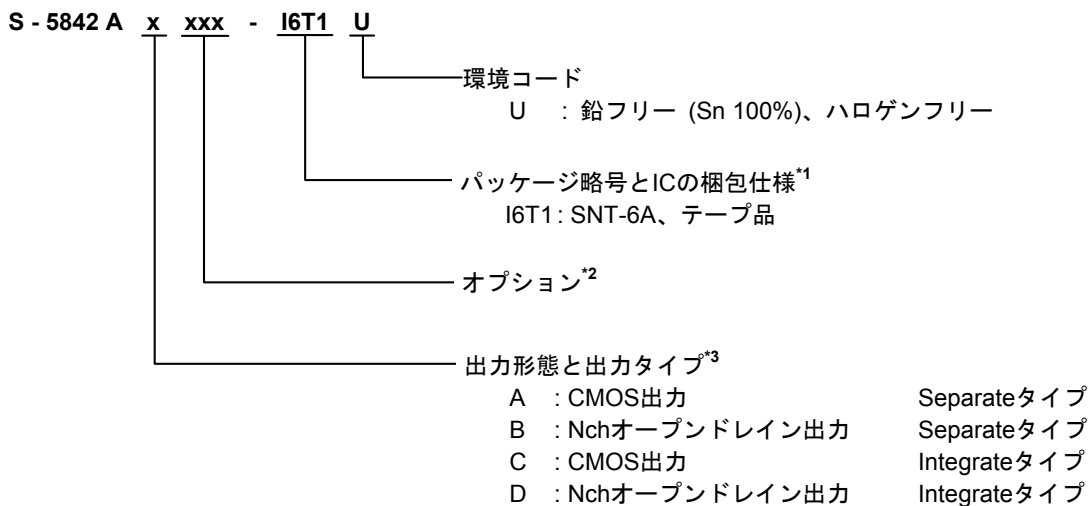 S - 5842 A x xxx - I6T1 U
環境コード
U : 鉛フリー (Sn 100%)、ハロゲンフリー
パッケージ略号とICの梱包仕様*1
I6T1 : SNT-6A、テープ品
オプション*2
出力形態と出力タイプ*3
A : CMOS出力 Separateタイプ
B : Nchオープンドレイン出力 Separateタイプ
C : CMOS出力 Integrateタイプ
D : Nchオープンドレイン出力 Integrateタイプ